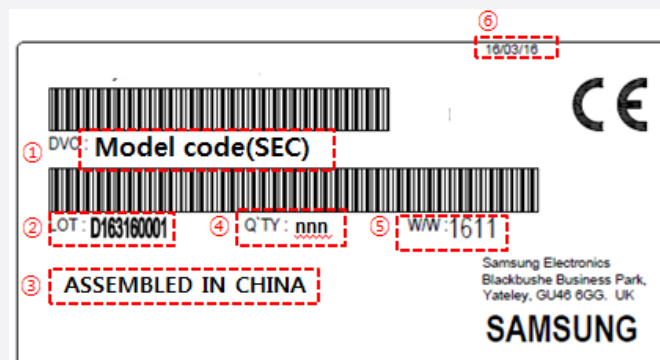 ⑥
16/03/16
CE
① DVC : Model code(SEC)
② LOT : D163160001 ④ Q'TY : nnn ⑤ W/W : 1611
③ ASSEMBLED IN CHINA
Samsung Electronics
Blackbushe Business Park,
Yateley, GU46 6GG. UK
SAMSUNG